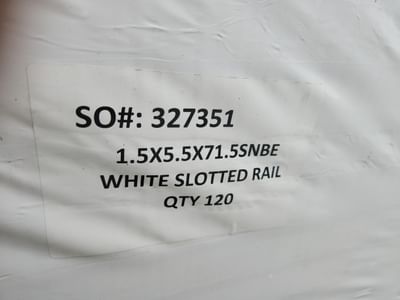 SO#: 327351
1.5X5.5X71.5SNBE
WHITE SLOTTED RAIL
QTY 120